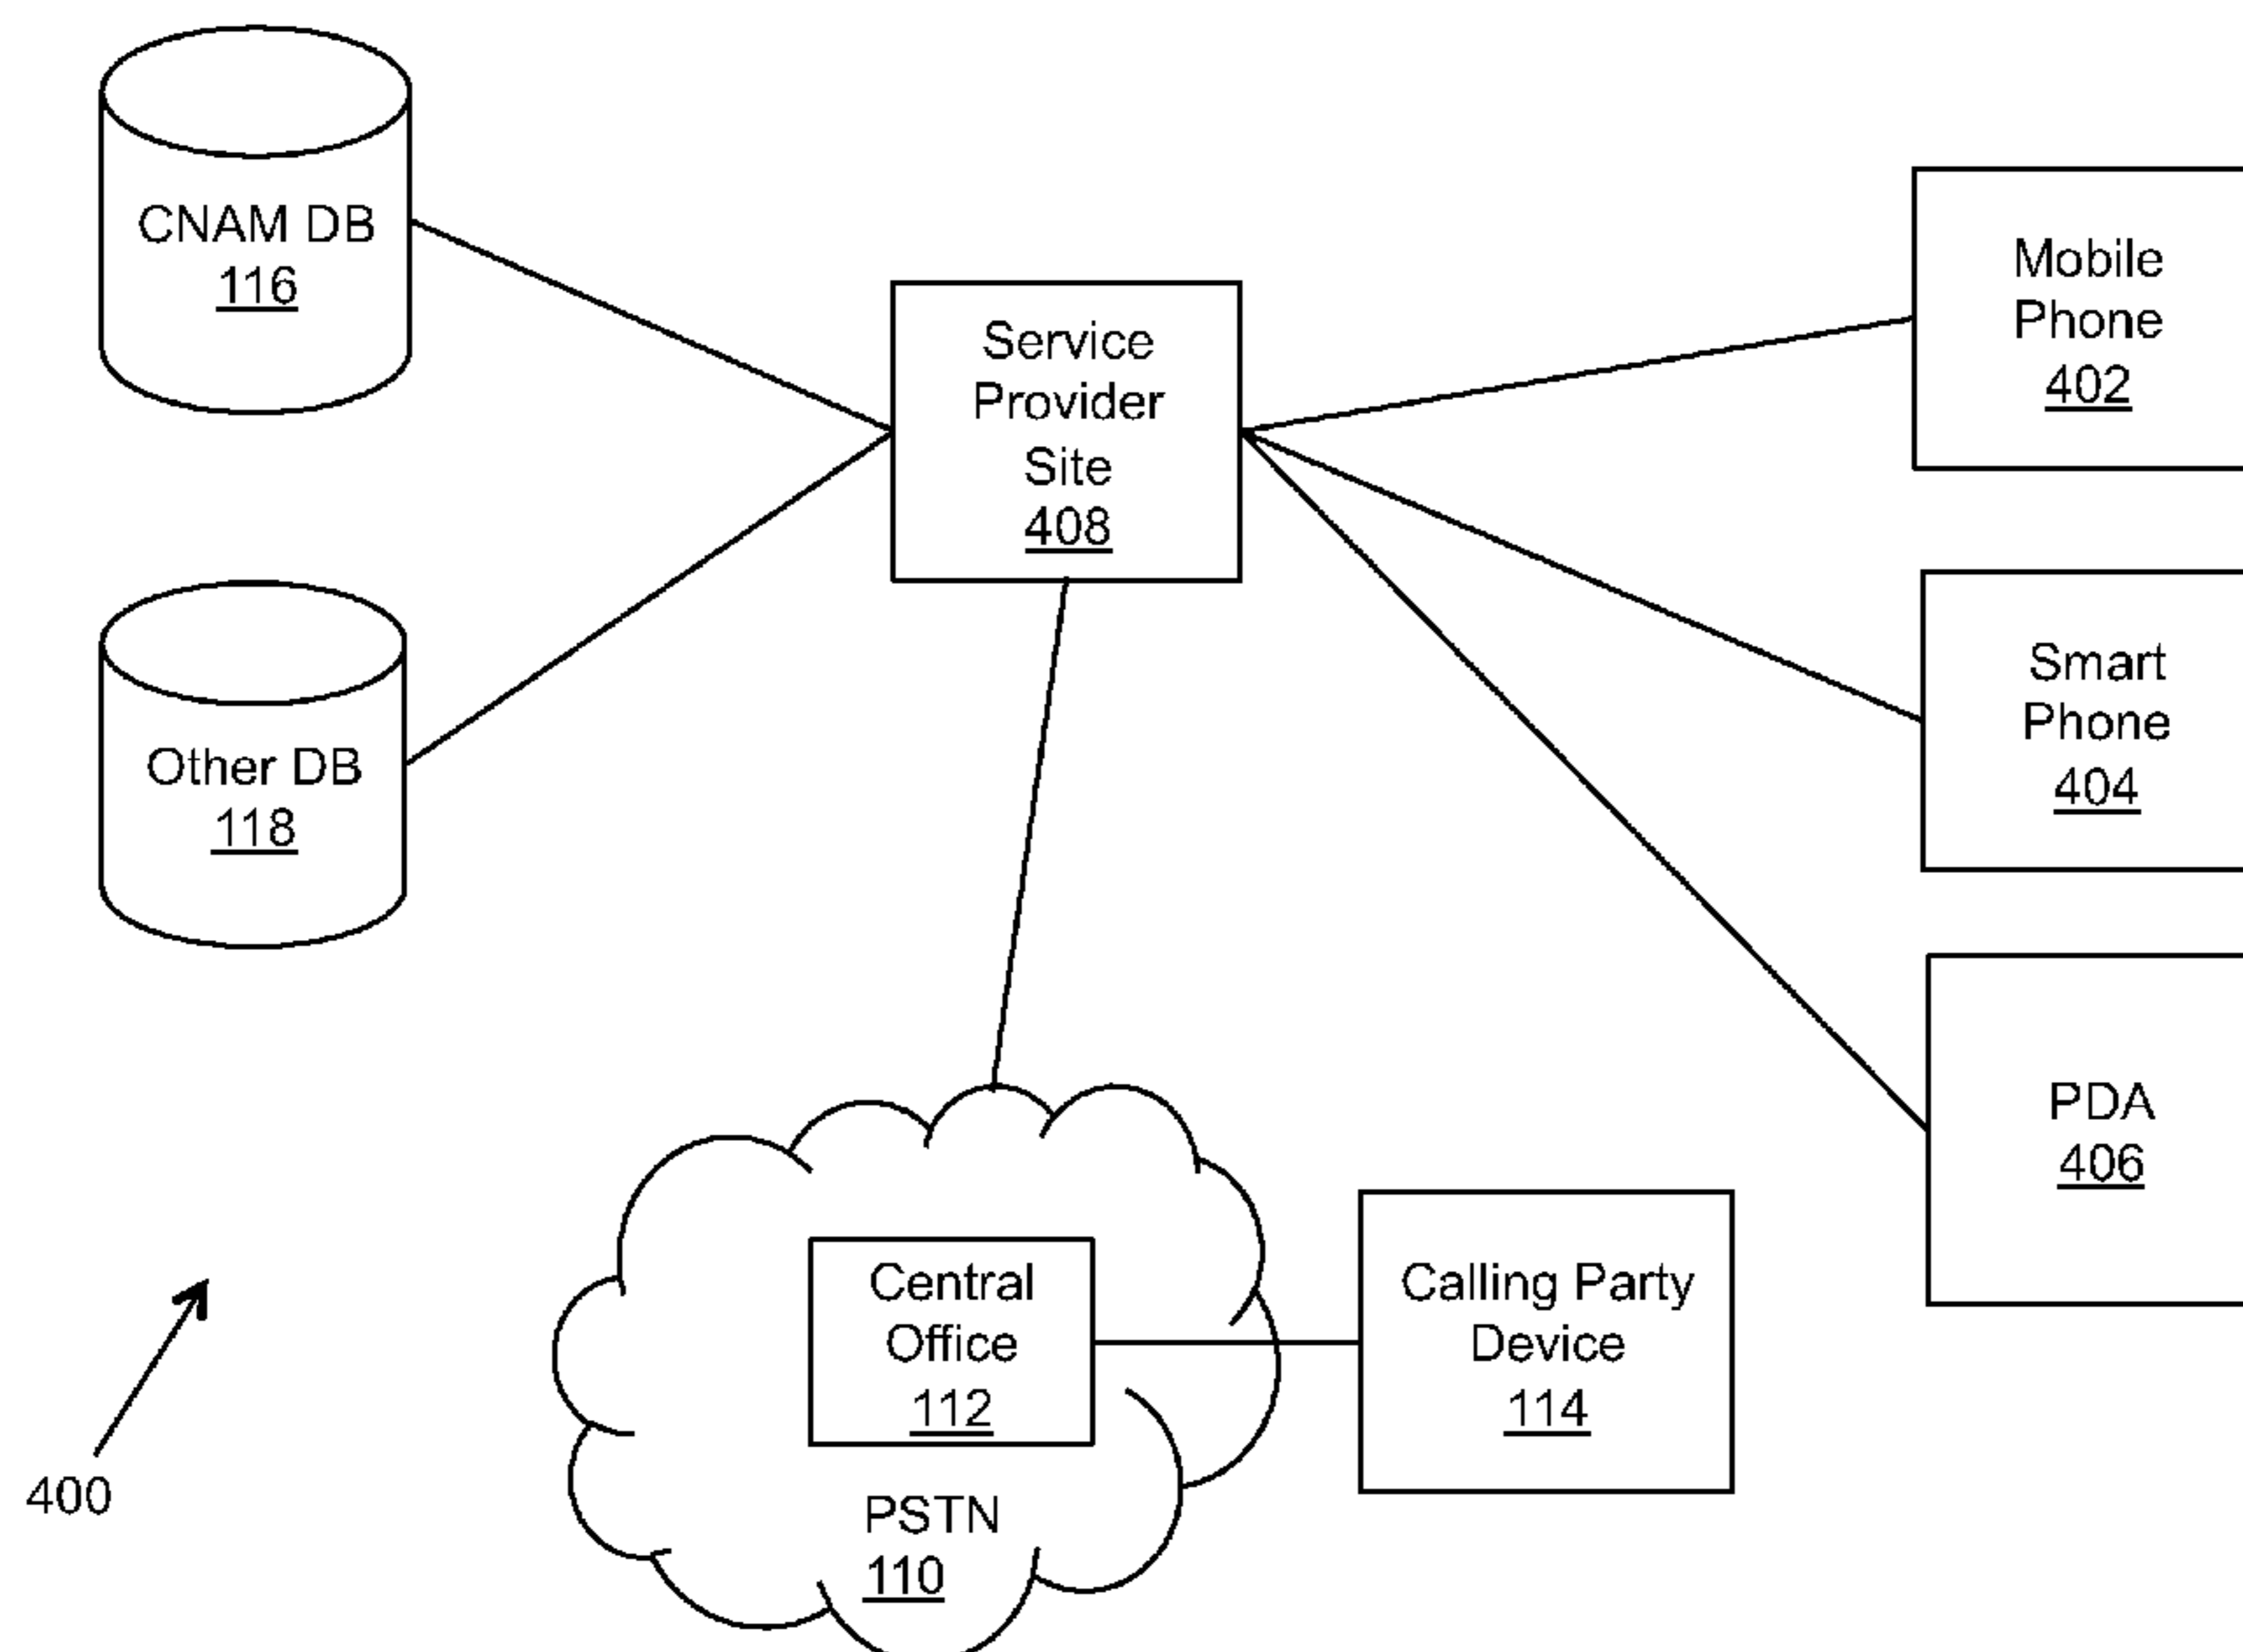 CNAM DB
116
Service
Provider
Site
408
Mobile
Phone
402
Other DB
118
Smart
Phone
404
PDA
406
Central
Office
112
Calling Party
Device
114
PSTN
110
400